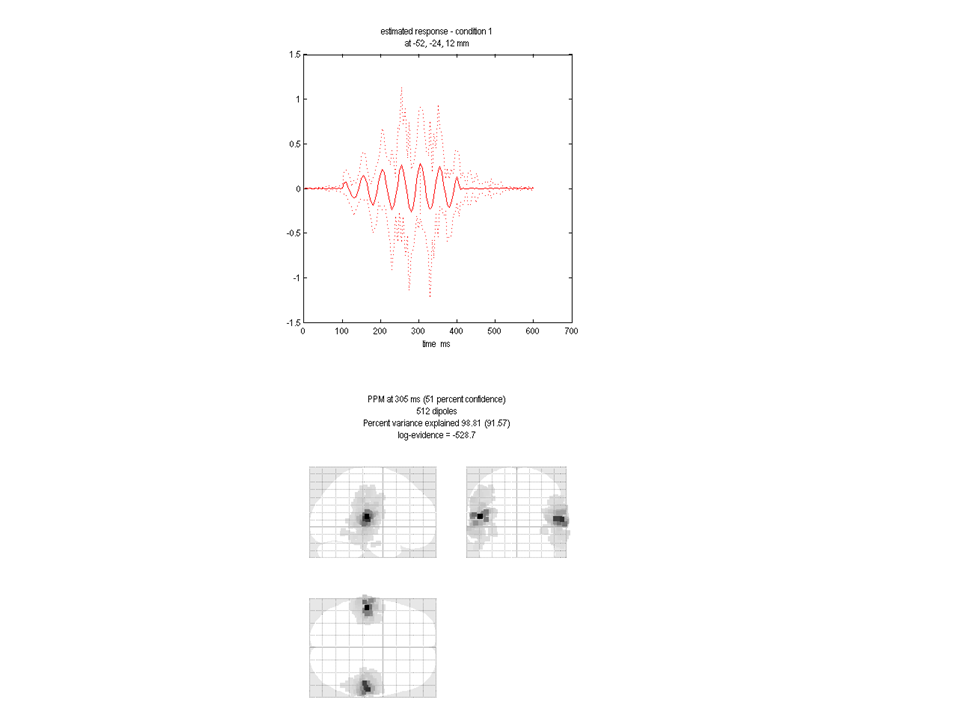 estimated response - condition 1
at -52, -24, 12 mm
1.5
1
0.5
0
-0.5
-1
-1.5
0 100 200 300 400 500 600 700
time ms
PPM at 305 ms (51 percent confidence)
512 dipoles
Percent variance explained 98.81 (91.57)
log-evidence = -528.7